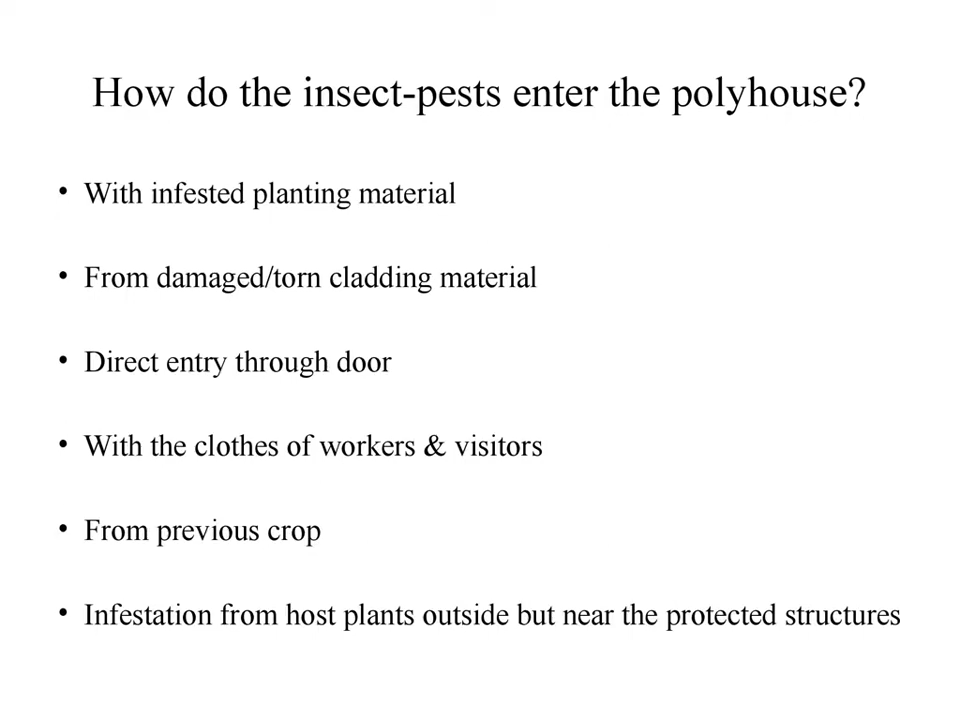 How do the insect-pests enter the polyhouse?
• With infested planting material
• From damaged/torn cladding material
• Direct entry through door
• With the clothes of workers & visitors
• From previous crop
• Infestation from host plants outside but near the protected structures